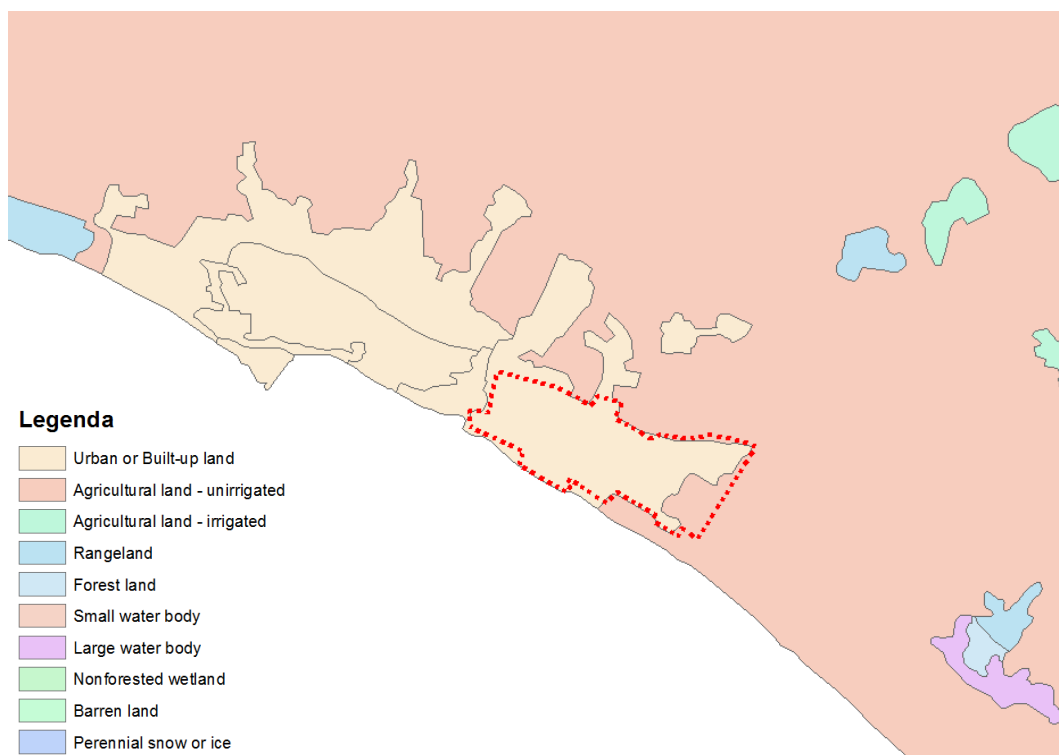 Legenda
Urban or Built-up land
Agricultural land - unirrigated
Agricultural land - irrigated
Rangeland
Forest land
Small water body
Large water body
Nonforested wetland
Barren land
Perennial snow or ice